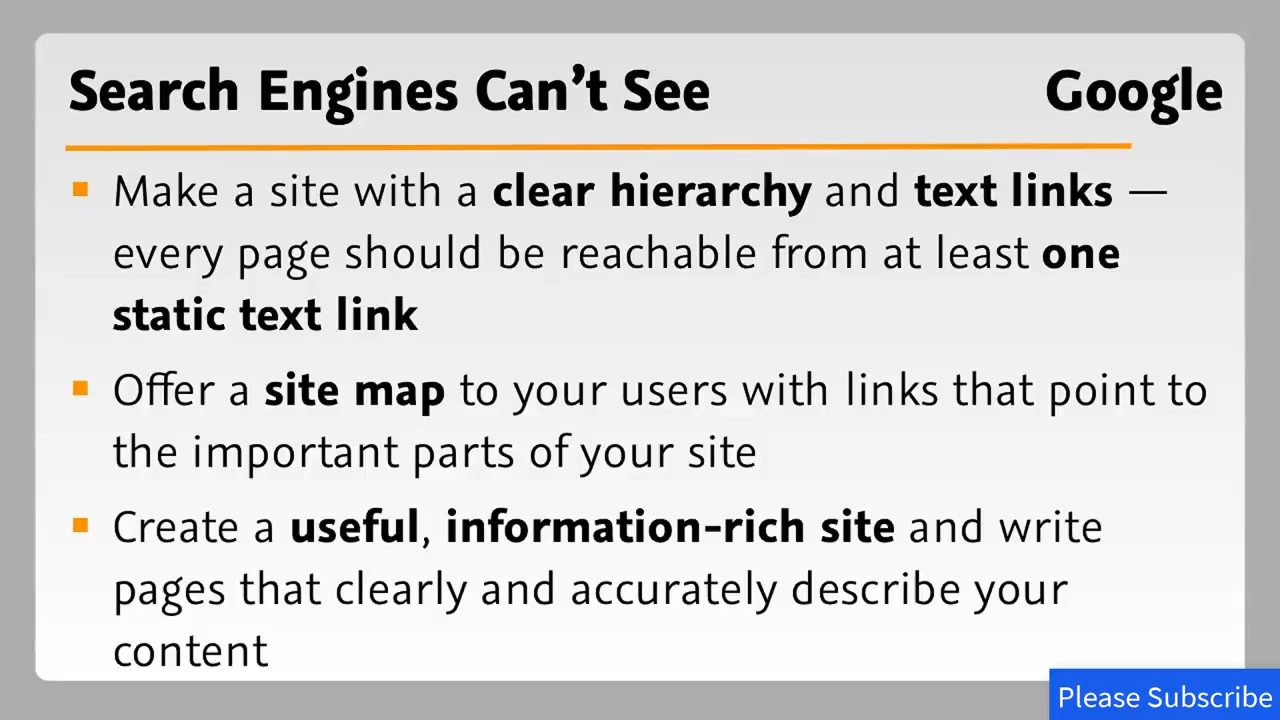 Search Engines Can’t See Google
Make a site with a clear hierarchy and text links —
every page should be reachable from at least one
static text link
Offer a site map to your users with links that point to
the important parts of your site
Create a useful, information-rich site and write
pages that clearly and accurately describe your
content
Please Subscribe